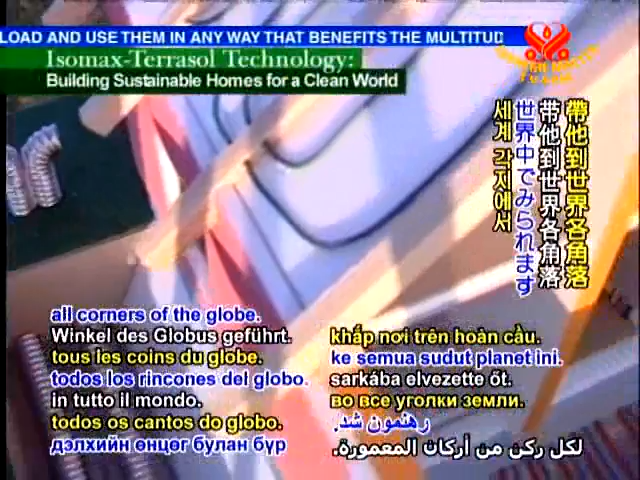 LOAD AND USE THEM IN ANY WAY THAT BENEFITS THE MULTITUD
Isomax-Terrasol Technology:
Building Sustainable Homes for a Clean World
帶他到世界各角落
帯他到世界各角落
世界中でみられます
세계 각지에서
all corners of the globe.
Winkel des Globus geführt.
tous les coins du globe.
todos los rincones del globo.
in tutto il mondo.
todos os cantos do globo.
дэлхийн өнцөг булан бүр
khắp nơi trên hoàn cầu.
ke semua sudut planet ini.
sarkába elvezette őt.
во все уголки земли.
رهنمون شد.
لكل ركن من أركان المعمورة.